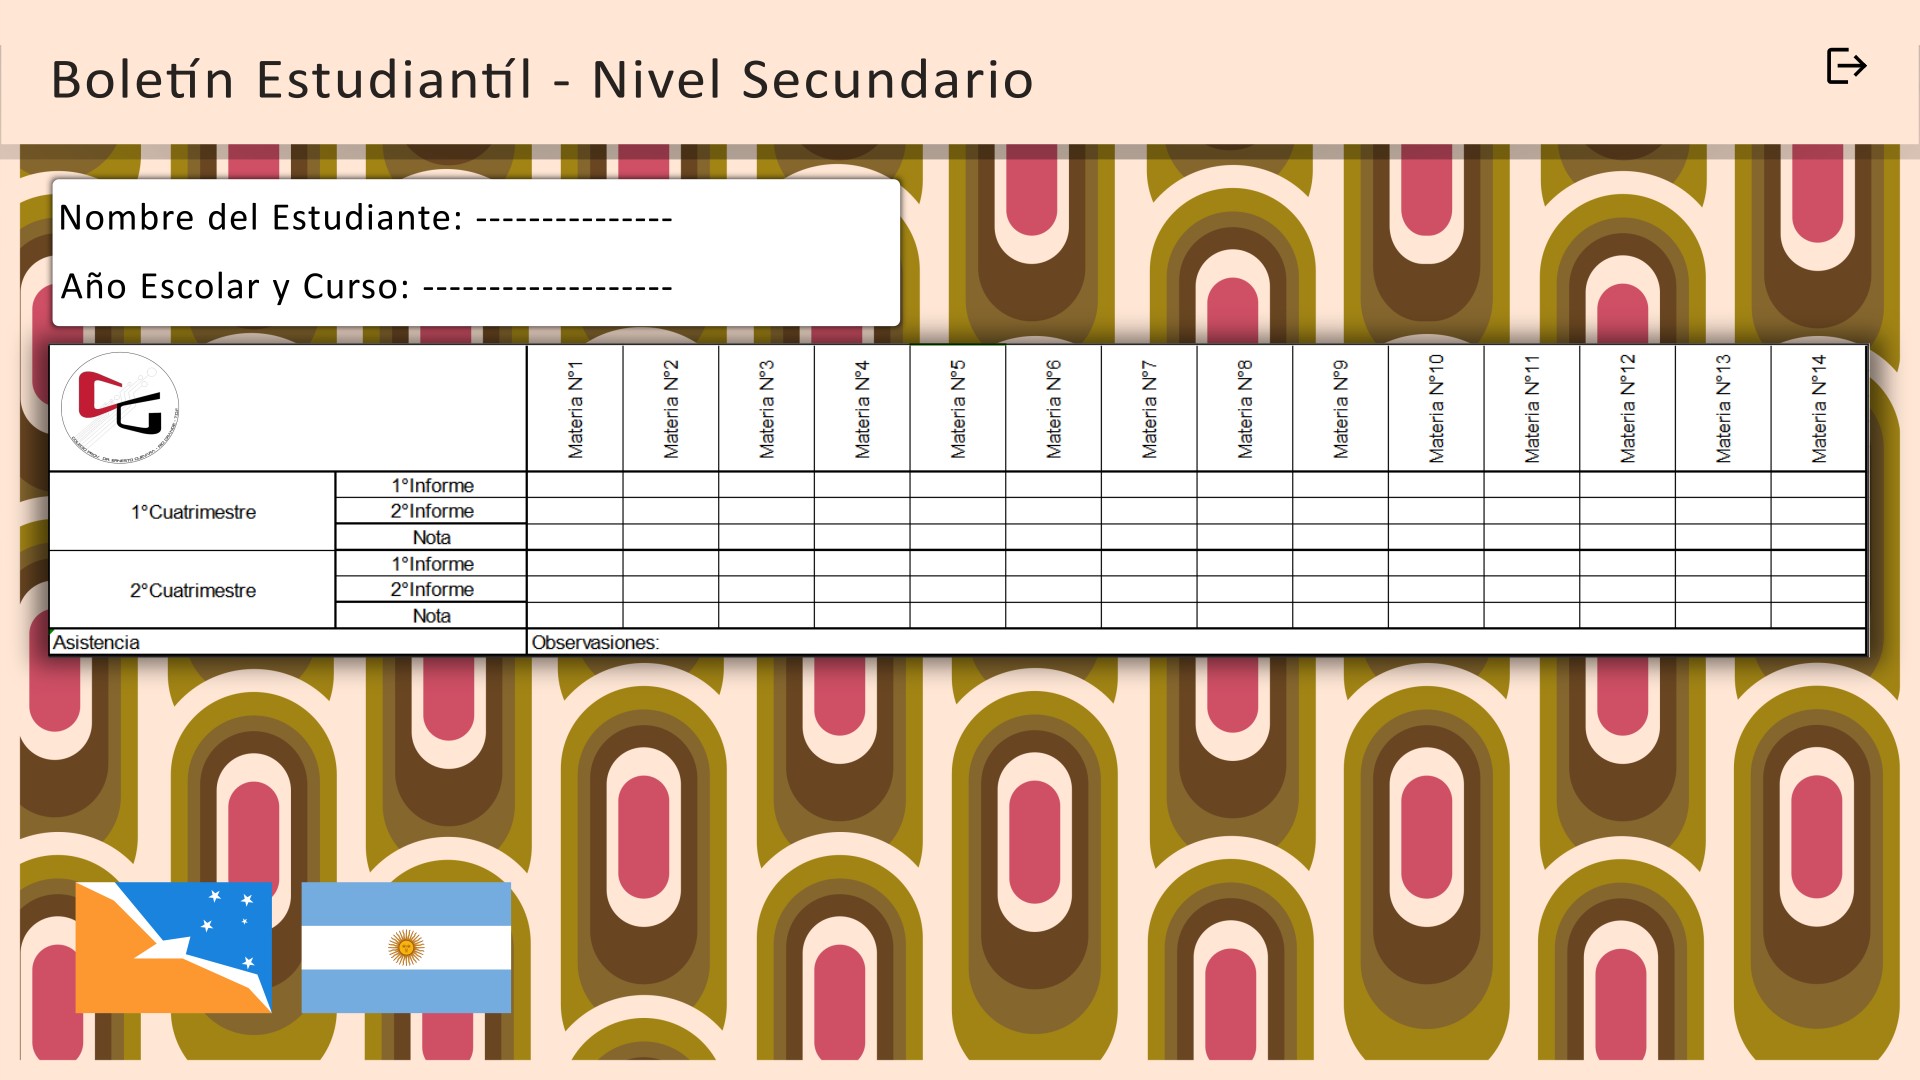 Boletín Estudiantíl - Nivel Secundario
Nombre del Estudiante: ---------------
Año Escolar y Curso: -------------------
CG
Materia N°1 Materia N°2 Materia N°3 Materia N°4 Materia N°5 Materia N°6 Materia N°7 Materia N°8 Materia N°9 Materia N°10 Materia N°11 Materia N°12 Materia N°13 Materia N°14
1°Cuatrimestre
1°Informe
2°Informe
Nota
2°Cuatrimestre
1°Informe
2°Informe
Nota
Asistencia Observasiones: